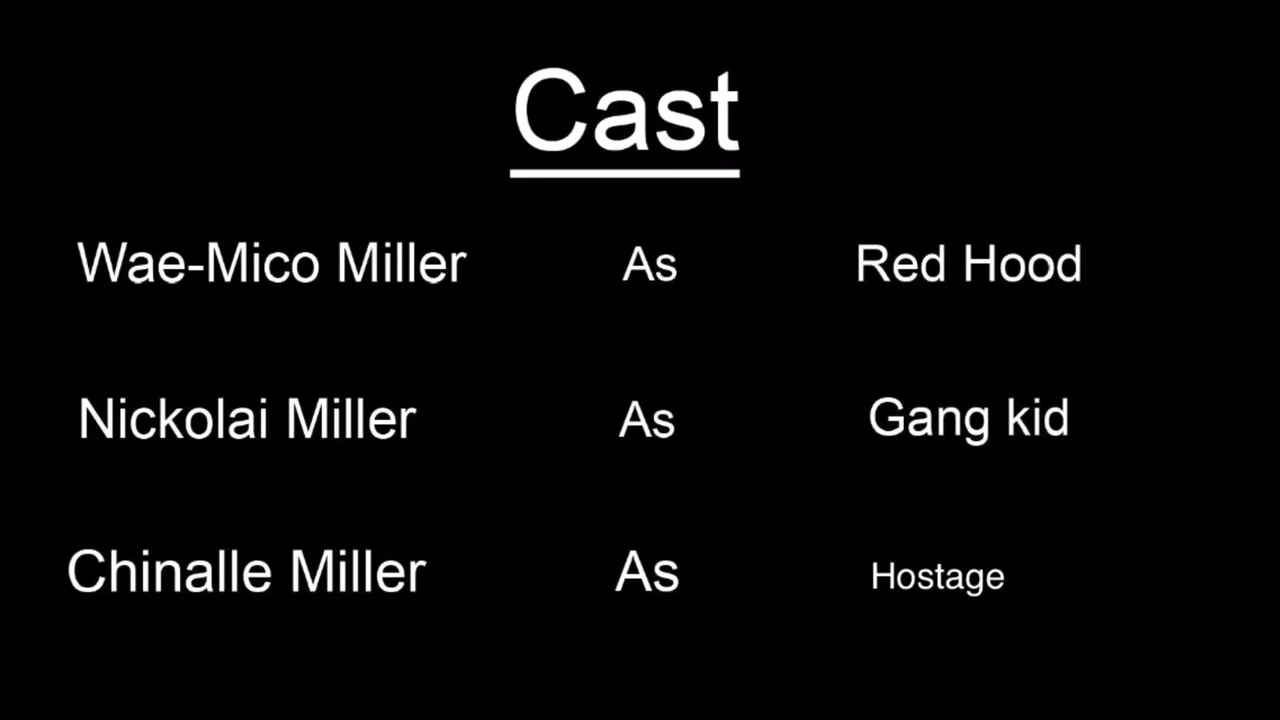 Cast
Wae-Mico Miller As Red Hood
Nickolai Miller As Gang kid
Chinalle Miller As Hostage